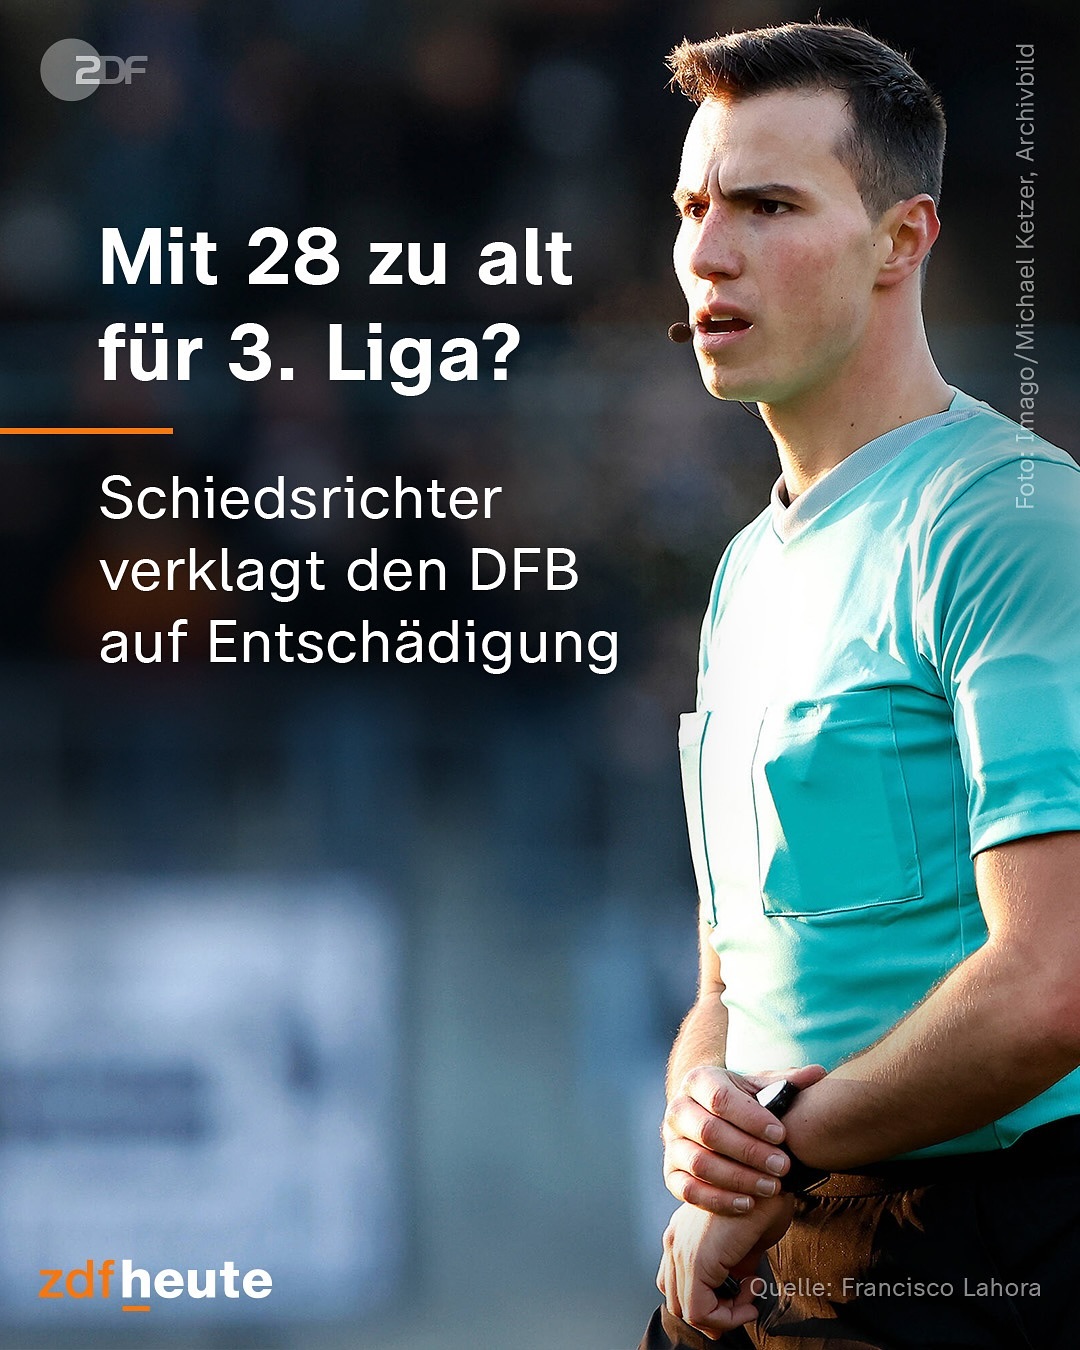 ZDF
Mit 28 zu alt
für 3. Liga?
Schiedsrichter
verklagt den DFB
auf Entschädigung
Foto: Imago/Michael Ketzer, Archivbild
zdfheute
Quelle: Francisco Lahora